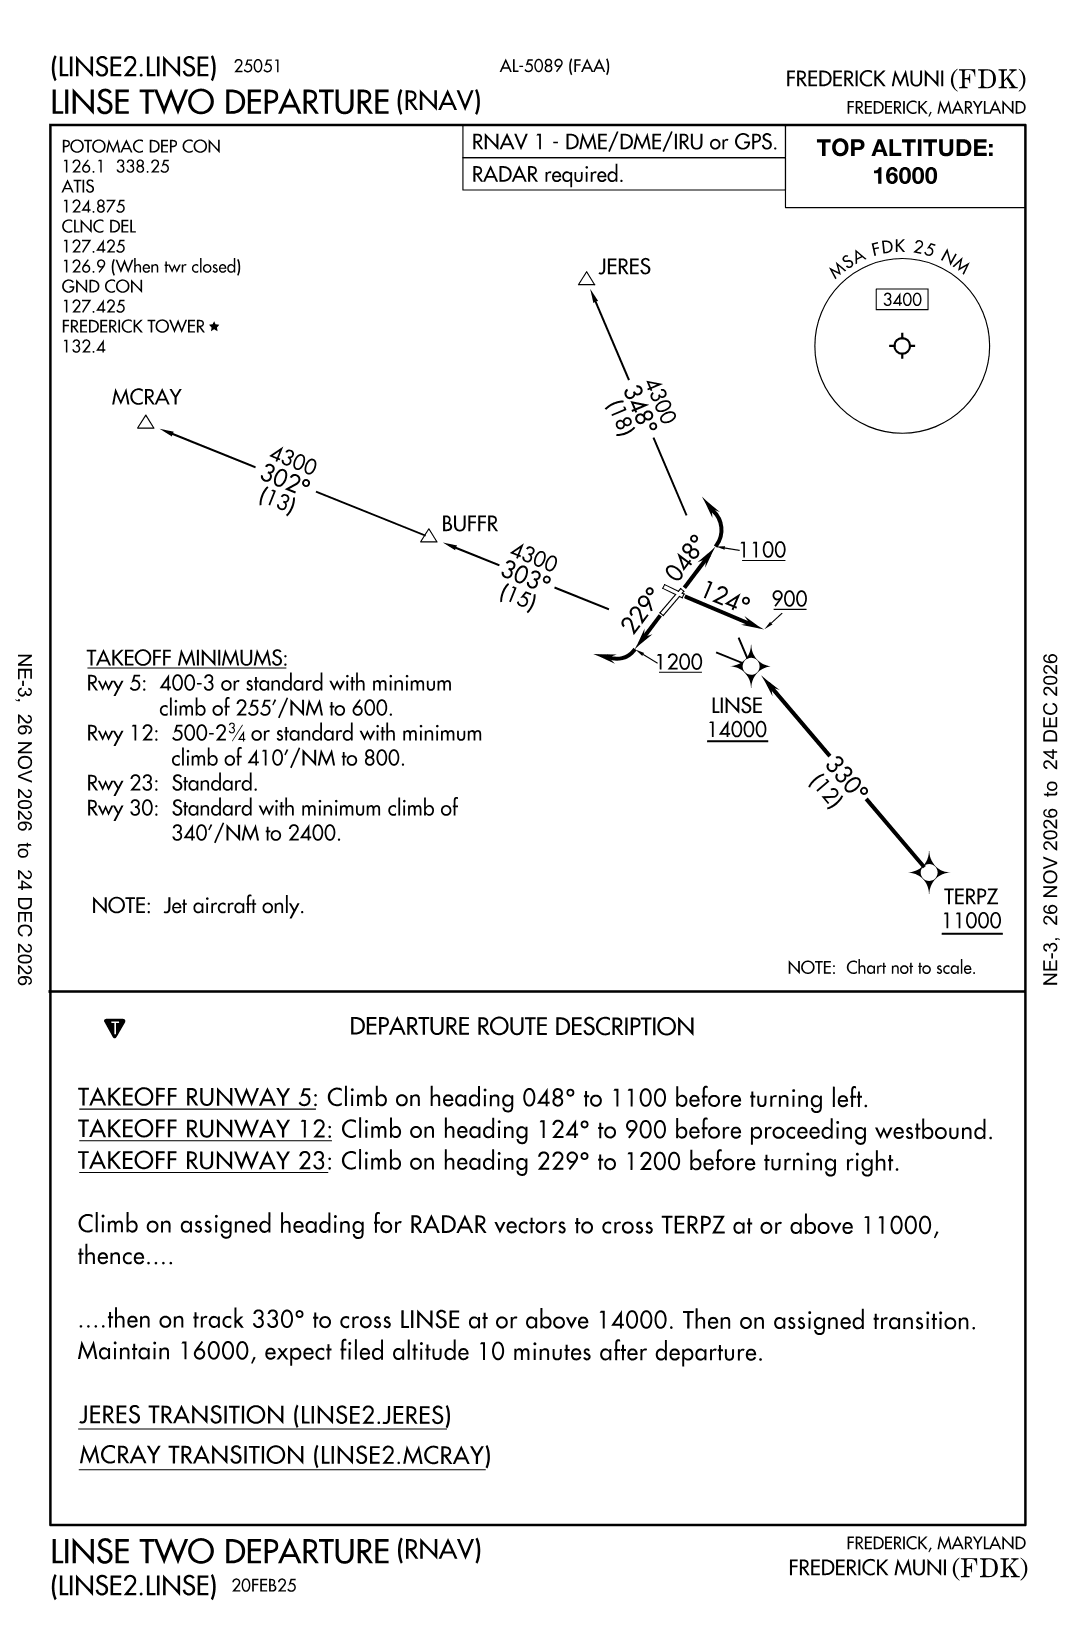 (LINSE2.LINSE) 25051
AL-5089 (FAA)
FREDERICK MUNI (FDK)
LINSE TWO DEPARTURE (RNAV)
FREDERICK, MARYLAND
POTOMAC DEP CON
126.1 338.25
ATIS
124.875
CLNC DEL
127.425
126.9 (When twr closed)
GND CON
127.425
FREDERICK TOWER ★
132.4
RNAV 1 - DME/DME/IRU or GPS.
RADAR required.
TOP ALTITUDE:
16000
MSA FDK 25 NM
3400
JERES
4300
348°
(18)
MCRAY
4300
302°
(13)
BUFFR
4300
303°
(15)
048°
1100
124°
900
229°
1200
LINSE
14000
330°
(12)
TERPZ
11000
TAKEOFF MINIMUMS:
Rwy 5: 400-3 or standard with minimum
climb of 255'/NM to 600.
Rwy 12: 500-2¾ or standard with minimum
climb of 410'/NM to 800.
Rwy 23: Standard.
Rwy 30: Standard with minimum climb of
340'/NM to 2400.
NOTE: Jet aircraft only.
NOTE: Chart not to scale.
NE-3, 26 NOV 2026 to 24 DEC 2026
NE-3, 26 NOV 2026 to 24 DEC 2026
T
DEPARTURE ROUTE DESCRIPTION
TAKEOFF RUNWAY 5: Climb on heading 048° to 1100 before turning left.
TAKEOFF RUNWAY 12: Climb on heading 124° to 900 before proceeding westbound.
TAKEOFF RUNWAY 23: Climb on heading 229° to 1200 before turning right.
Climb on assigned heading for RADAR vectors to cross TERPZ at or above 11000,
thence....
....then on track 330° to cross LINSE at or above 14000. Then on assigned transition.
Maintain 16000, expect filed altitude 10 minutes after departure.
JERES TRANSITION (LINSE2.JERES)
MCRAY TRANSITION (LINSE2.MCRAY)
LINSE TWO DEPARTURE (RNAV)
FREDERICK, MARYLAND
FREDERICK MUNI (FDK)
(LINSE2.LINSE) 20FEB25